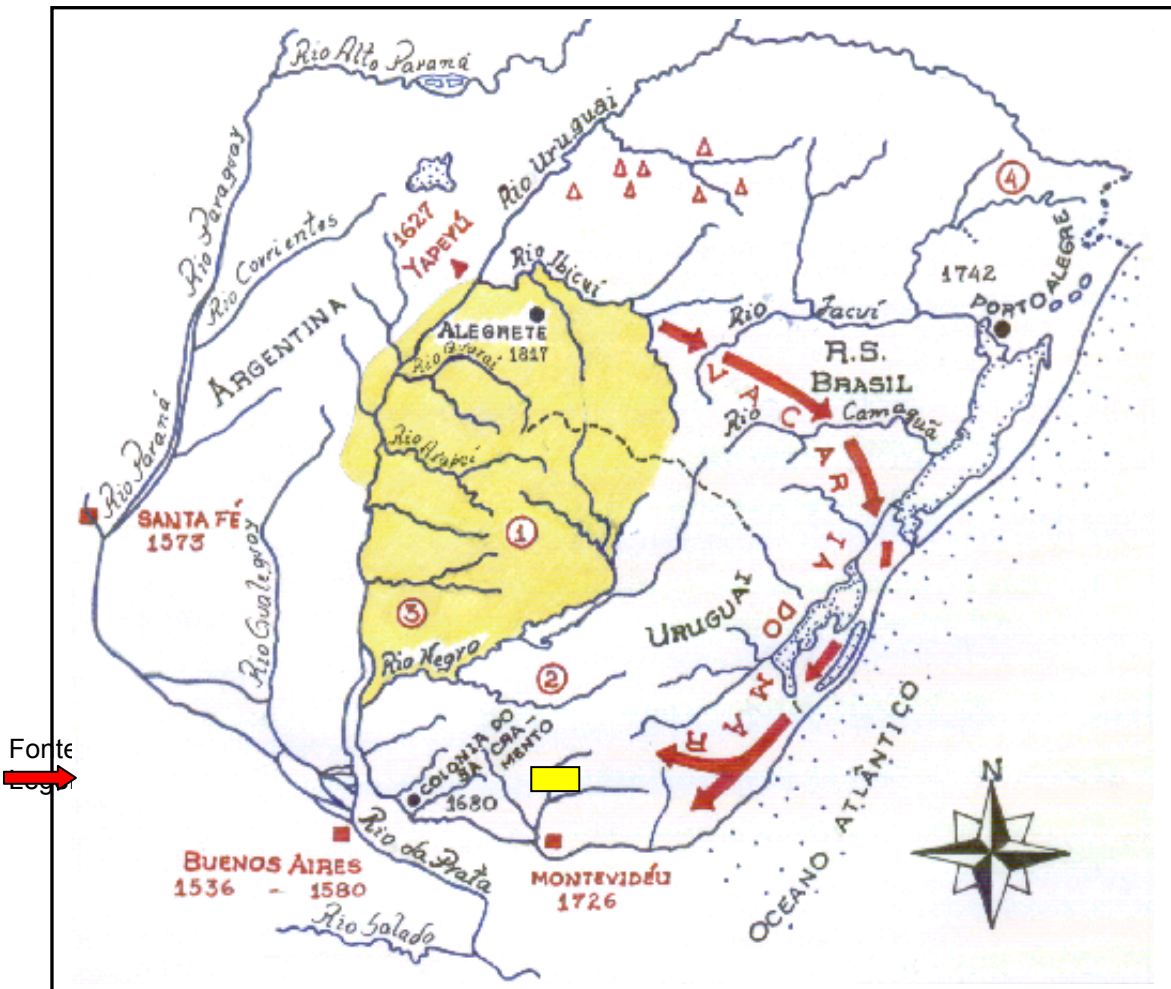 Rio Alto Paraná
Rio Paraguay
Rio Corrientes
Rio Uruguai
1627
YAPEYÚ
Rio Ibicuí
ALEGRETE
1817
ARGENTINA
Rio Paraná
SANTA FÉ
1573
Rio Gualeguay
Rio Arapeí
1
3
Rio Negro
2
4
1742
PORTO ALEGRE
Rio Jacuí
R.S.
BRASIL
Rio Camaquã
VACARIA DO MAR
URUGUAI
COLONIA DO
SACRA-
MENTO
1680
Fonte
BUENOS AIRES
1536 - 1580
Rio da Prata
MONTEVIDÉU
1726
Rio Salado
OCEANO ATLÂNTICO
N